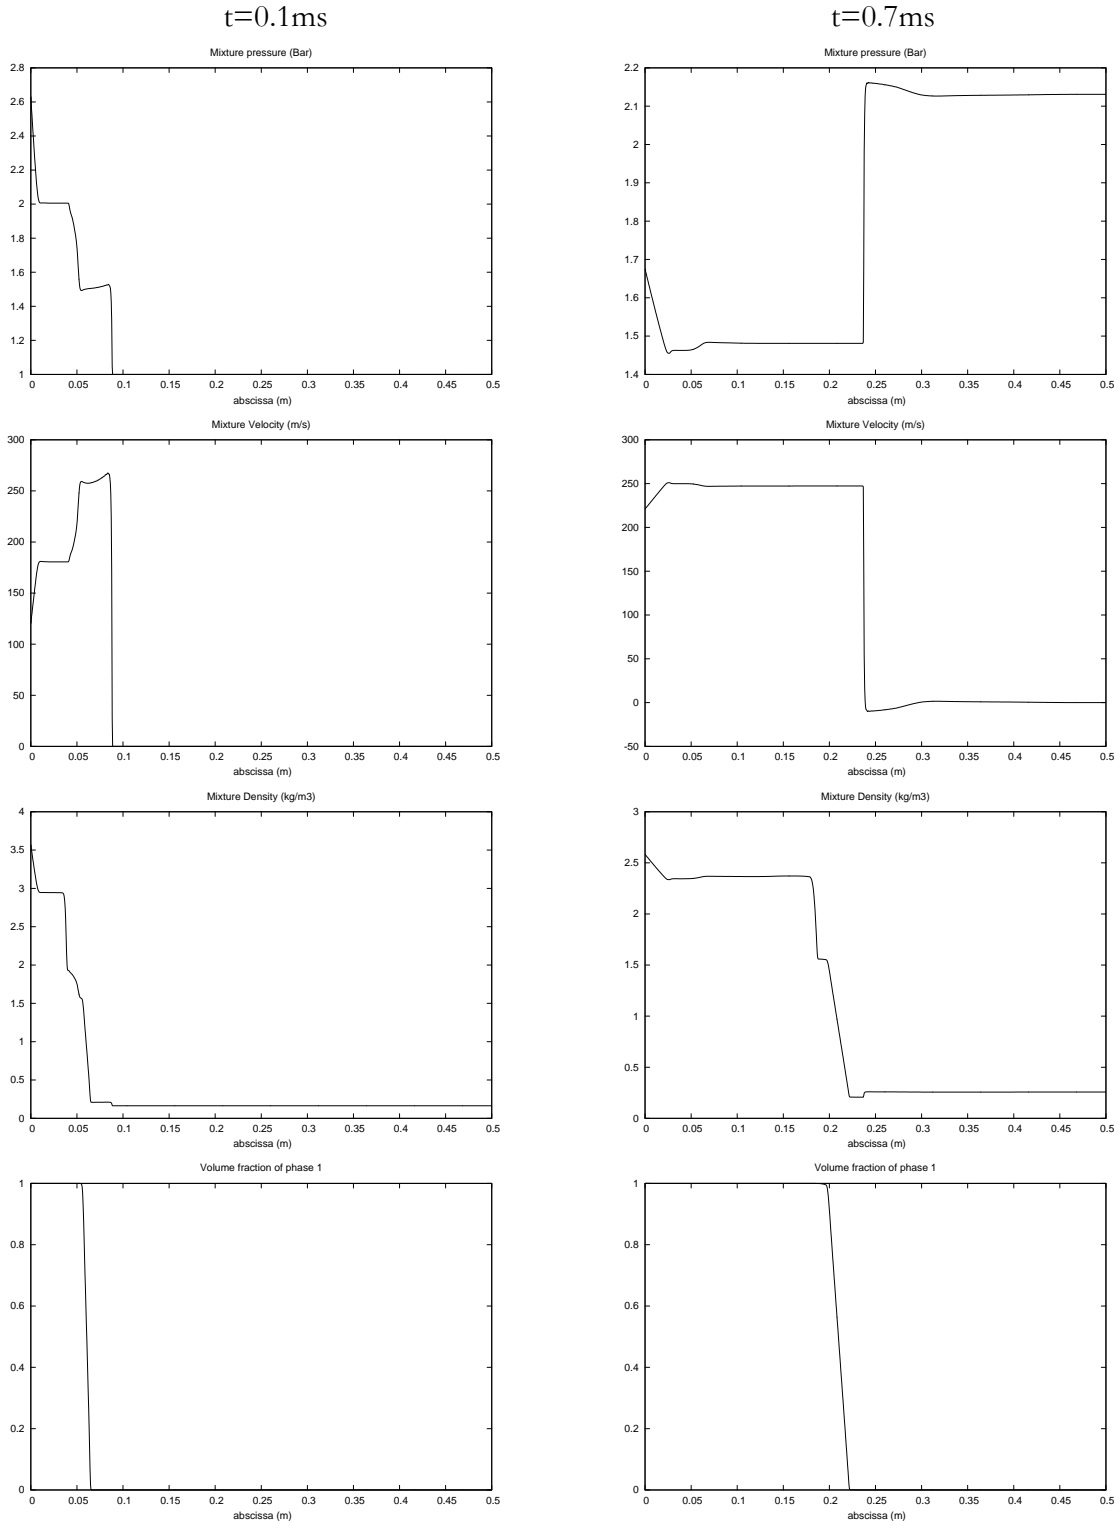 t=0.1ms t=0.7ms
Mixture pressure (Bar) Mixture pressure (Bar)
2.8 2.2
2.6 2.1
2.4 2
2.2 1.9
2 1.8
1.8 1.7
1.6 1.6
1.4 1.5
1.2 1.4
1
0 0.05 0.1 0.15 0.2 0.25 0.3 0.35 0.4 0.45 0.5 0 0.05 0.1 0.15 0.2 0.25 0.3 0.35 0.4 0.45 0.5
abscissa (m) abscissa (m)
Mixture Velocity (m/s) Mixture Velocity (m/s)
300 300
250 250
200 200
150 150
100 100
50 50
0 0
-50
0 0.05 0.1 0.15 0.2 0.25 0.3 0.35 0.4 0.45 0.5 0 0.05 0.1 0.15 0.2 0.25 0.3 0.35 0.4 0.45 0.5
abscissa (m) abscissa (m)
Mixture Density (kg/m3) Mixture Density (kg/m3)
4 3
3.5 2.5
3 2
2.5 1.5
2 1
1.5 0.5
1 0
0.5
0
0 0.05 0.1 0.15 0.2 0.25 0.3 0.35 0.4 0.45 0.5 0 0.05 0.1 0.15 0.2 0.25 0.3 0.35 0.4 0.45 0.5
abscissa (m) abscissa (m)
Volume fraction of phase 1 Volume fraction of phase 1
1 1
0.8 0.8
0.6 0.6
0.4 0.4
0.2 0.2
0 0
0 0.05 0.1 0.15 0.2 0.25 0.3 0.35 0.4 0.45 0.5 0 0.05 0.1 0.15 0.2 0.25 0.3 0.35 0.4 0.45 0.5
abscissa (m) abscissa (m)